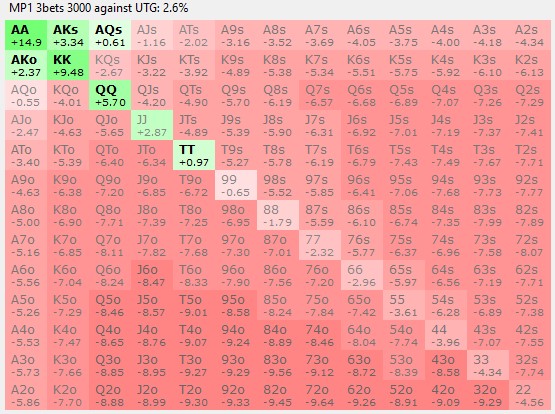 MP1 3bets 3000 against UTG: 2.6%
AA AKs AQs AJs ATs A9s A8s A7s A6s A5s A4s A3s A2s
+14.9 +3.34 +0.61 -1.16 -2.02 -3.16 -3.52 -3.69 -4.05 -3.75 -4.00 -4.18 -4.34
AKo KK KQs KJs KTs K9s K8s K7s K6s K5s K4s K3s K2s
+2.37 +9.48 -2.67 -3.22 -3.92 -4.89 -5.38 -5.34 -5.51 -5.75 -5.92 -6.10 -6.13
AQo KQo QQ QJs QTs Q9s Q8s Q7s Q6s Q5s Q4s Q3s Q2s
-0.55 -4.01 +5.70 -4.20 -4.90 -5.70 -6.19 -6.57 -6.68 -6.89 -7.07 -7.26 -7.29
AJo KJo QJo JJ JTs J9s J8s J7s J6s J5s J4s J3s J2s
-2.47 -4.63 -5.65 +2.87 -4.89 -5.39 -5.90 -6.31 -6.92 -7.01 -7.19 -7.37 -7.41
ATo KTo QTo JTo TT T9s T8s T7s T6s T5s T4s T3s T2s
-3.40 -5.39 -6.40 -6.34 +0.97 -5.27 -5.78 -6.19 -6.79 -7.43 -7.49 -7.67 -7.71
A9o K9o Q9o J9o T9o 99 98s 97s 96s 95s 94s 93s 92s
-4.63 -6.38 -7.20 -6.85 -6.72 -0.65 -5.52 -5.85 -6.41 -7.06 -7.68 -7.73 -7.77
A8o K8o Q8o J8o T8o 98o 88 87s 86s 85s 84s 83s 82s
-5.00 -6.90 -7.71 -7.39 -7.25 -6.95 -1.79 -5.59 -6.10 -6.74 -7.35 -7.99 -7.89
A7o K7o Q7o J7o T7o 97o 87o 77 76s 75s 74s 73s 72s
-5.16 -6.85 -8.11 -7.82 -7.68 -7.30 -7.01 -2.32 -5.77 -6.37 -6.96 -7.58 -8.07
A6o K6o Q6o J6o T6o 96o 86o 76o 66 65s 64s 63s 62s
-5.56 -7.04 -8.24 -8.47 -8.33 -7.90 -7.56 -7.20 -2.96 -5.97 -6.56 -7.19 -7.71
A5o K5o Q5o J5o T5o 95o 85o 75o 65o 55 54s 53s 52s
-5.26 -7.29 -8.46 -8.57 -9.01 -8.58 -8.24 -7.84 -7.42 -3.61 -6.28 -6.89 -7.38
A4o K4o Q4o J4o T4o 94o 84o 74o 64o 54o 44 43s 42s
-5.53 -7.47 -8.65 -8.76 -9.07 -9.24 -8.89 -8.46 -8.04 -7.74 -3.96 -7.07 -7.55
A3o K3o Q3o J3o T3o 93o 83o 73o 63o 53o 43o 33 32s
-5.73 -7.66 -8.85 -8.95 -9.27 -9.29 -9.56 -9.12 -8.72 -8.39 -8.58 -4.34 -7.74
A2o K2o Q2o J2o T2o 92o 82o 72o 62o 52o 42o 32o 22
-5.86 -7.70 -8.88 -8.99 -9.30 -9.33 -9.45 -9.64 -9.26 -8.91 -9.09 -9.29 -4.56